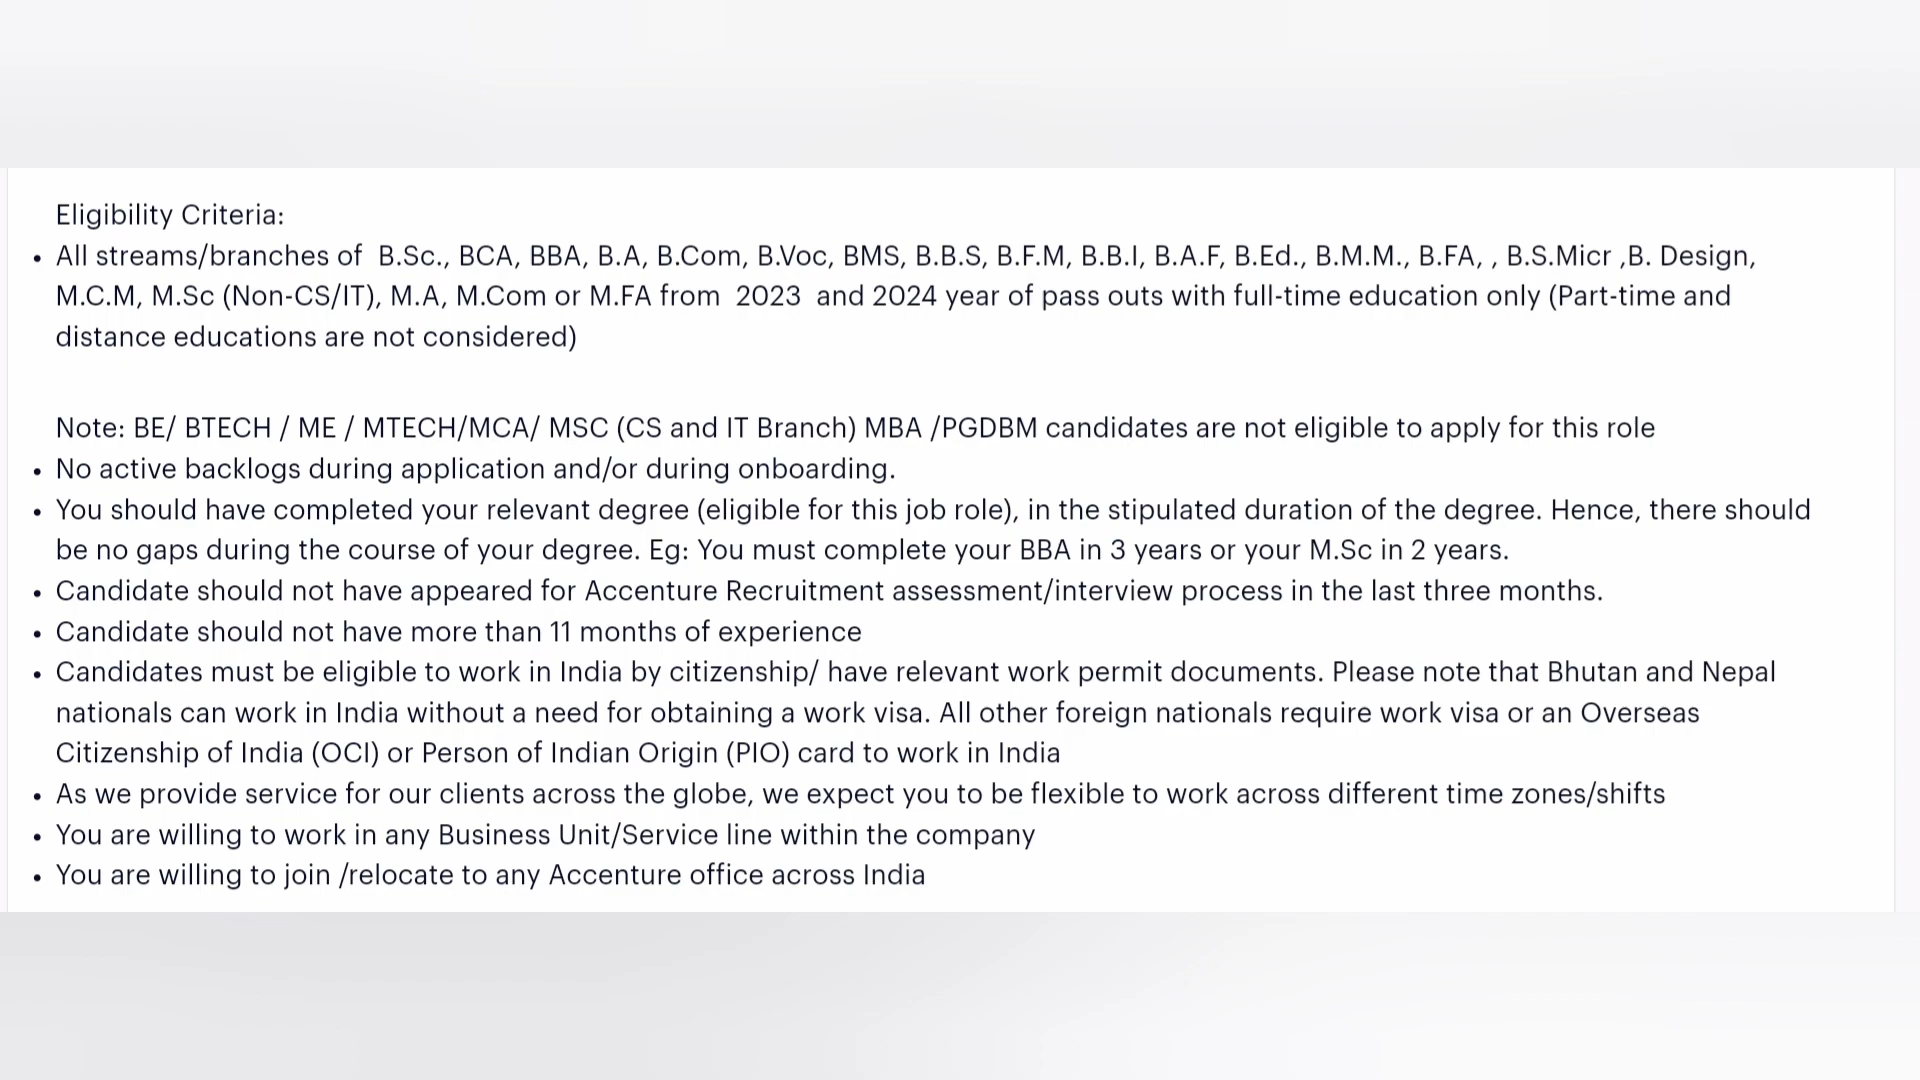 Eligibility Criteria:
• All streams/branches of  B.Sc., BCA, BBA, B.A, B.Com, B.Voc, BMS, B.B.S, B.F.M, B.B.I, B.A.F, B.Ed., B.M.M., B.FA, , B.S.Micr ,B. Design,
M.C.M, M.Sc (Non-CS/IT), M.A, M.Com or M.FA from  2023  and 2024 year of pass outs with full-time education only (Part-time and
distance educations are not considered)
Note: BE/ BTECH / ME / MTECH/MCA/ MSC (CS and IT Branch) MBA /PGDBM candidates are not eligible to apply for this role
• No active backlogs during application and/or during onboarding.
• You should have completed your relevant degree (eligible for this job role), in the stipulated duration of the degree. Hence, there should
be no gaps during the course of your degree. Eg: You must complete your BBA in 3 years or your M.Sc in 2 years.
• Candidate should not have appeared for Accenture Recruitment assessment/interview process in the last three months.
• Candidate should not have more than 11 months of experience
• Candidates must be eligible to work in India by citizenship/ have relevant work permit documents. Please note that Bhutan and Nepal
nationals can work in India without a need for obtaining a work visa. All other foreign nationals require work visa or an Overseas
Citizenship of India (OCI) or Person of Indian Origin (PIO) card to work in India
• As we provide service for our clients across the globe, we expect you to be flexible to work across different time zones/shifts
• You are willing to work in any Business Unit/Service line within the company
• You are willing to join /relocate to any Accenture office across India